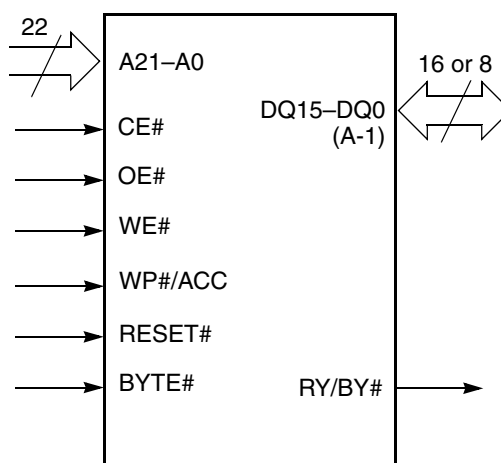 22
A21–A0
16 or 8
DQ15–DQ0
(A-1)
CE#
OE#
WE#
WP#/ACC
RESET#
BYTE#
RY/BY#